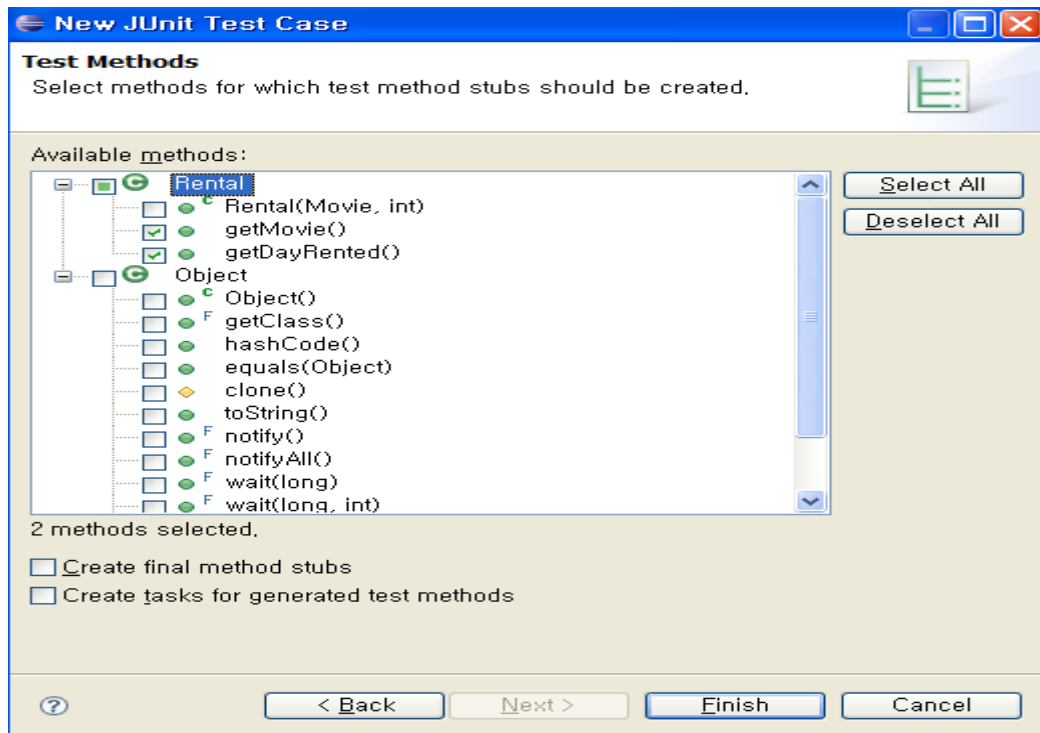 New JUnit Test Case
Test Methods
Select methods for which test method stubs should be created.
Available methods:
Rental
Select All
C Rental(Movie, int)
Deselect All
getMovie()
getDayRented()
Object
C Object()
F getClass()
hashCode()
equals(Object)
clone()
toString()
F notify()
F notifyAll()
F wait(long)
F wait(long, int)
2 methods selected.
Create final method stubs
Create tasks for generated test methods
? < Back Next > Finish Cancel